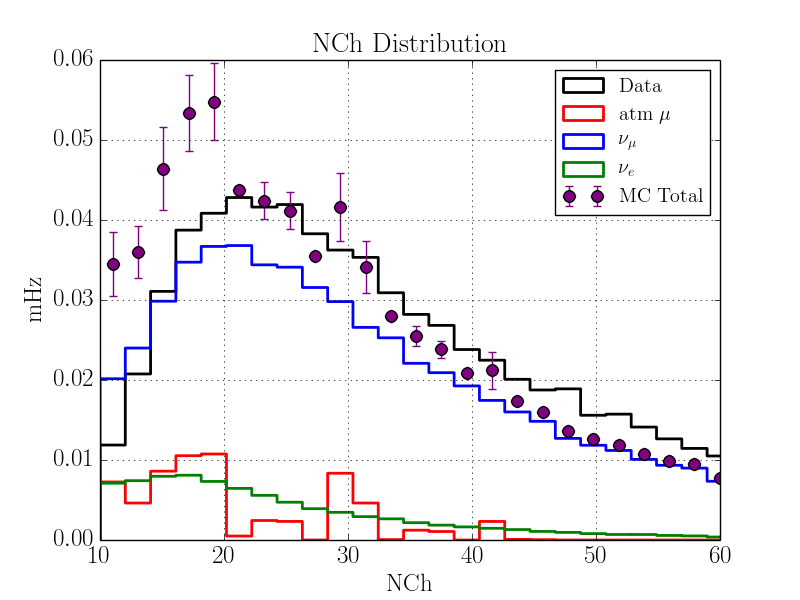 NCh Distribution
0.06
0.05
0.04
0.03
0.02
0.01
0.00
mHz
Data
atm μ
ν_μ
ν_e
MC Total
10 20 30 40 50 60
NCh